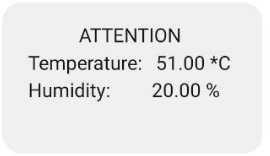 ATTENTION
Temperature: 51.00 *C
Humidity: 20.00 %